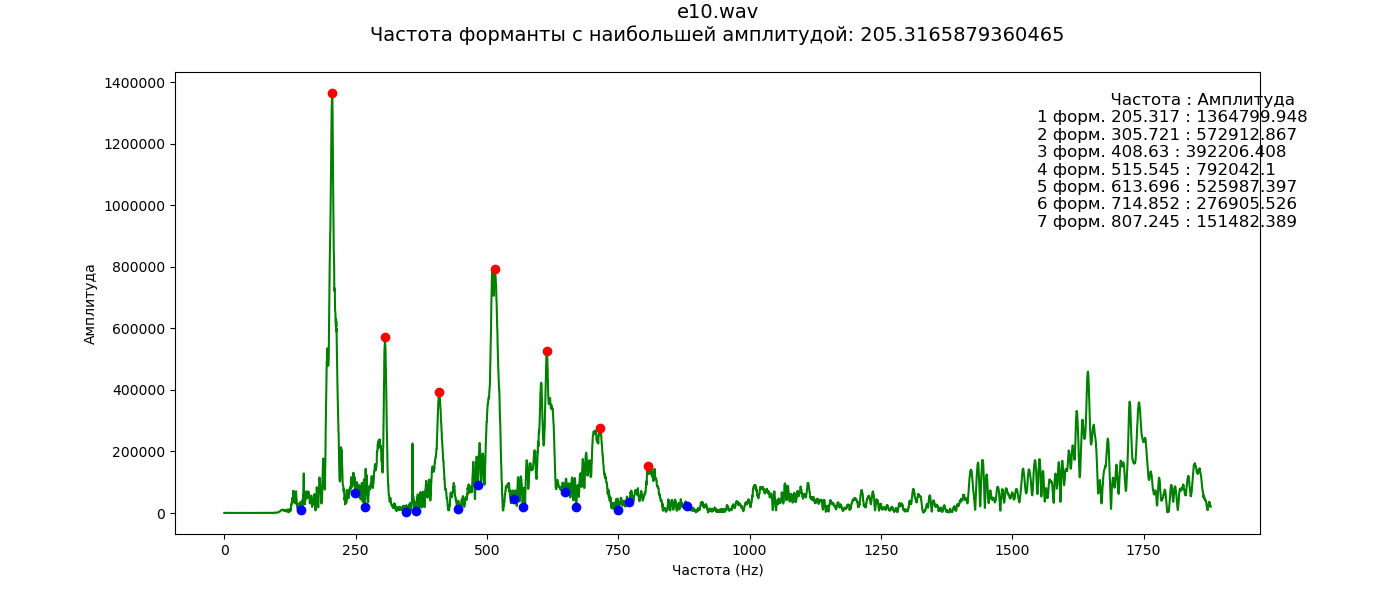 e10.wav
Частота форманты с наибольшей амплитудой: 205.3165879360465
Частота : Амплитуда
1 форм. 205.317 : 1364799.948
2 форм. 305.721 : 572912.867
3 форм. 408.63 : 392206.408
4 форм. 515.545 : 792042.1
5 форм. 613.696 : 525987.397
6 форм. 714.852 : 276905.526
7 форм. 807.245 : 151482.389
Амплитуда
1400000
1200000
1000000
800000
600000
400000
200000
0
0 250 500 750 1000 1250 1500 1750
Частота (Hz)